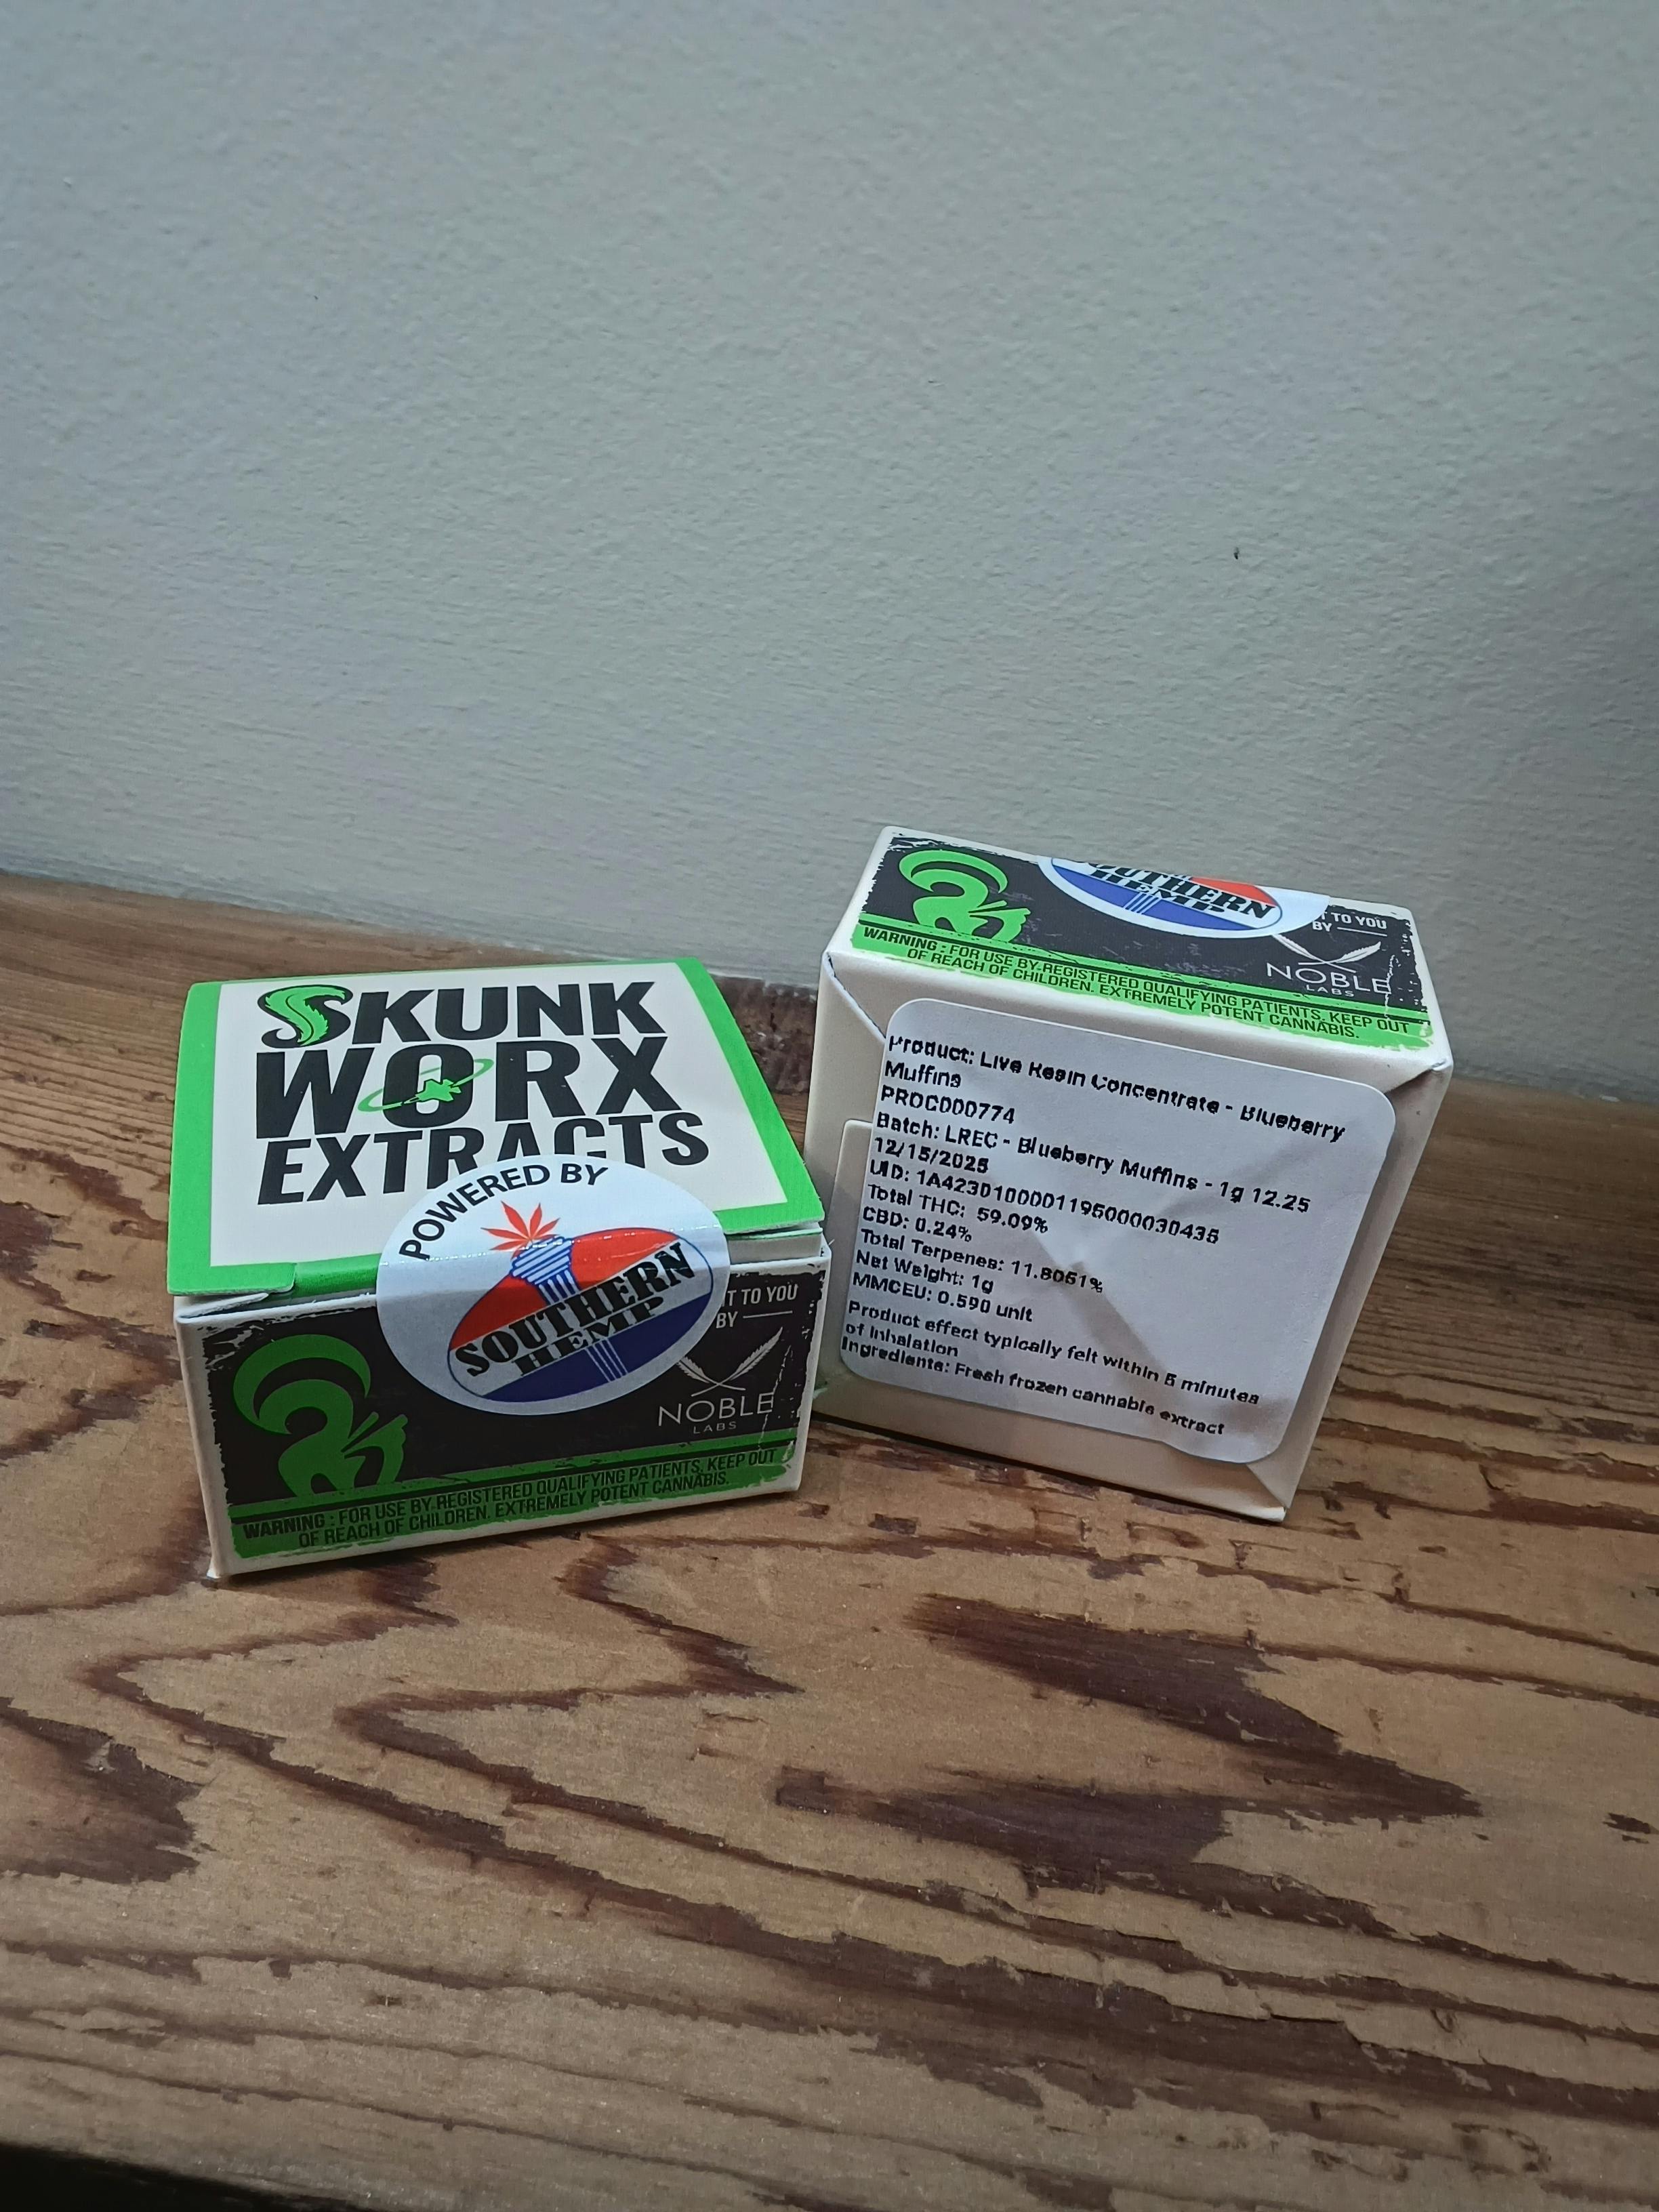 SKUNK
WORX
EXTRACTS
POWERED BY
SOUTHERN
HEMP
T TO YOU
BY
NOBLE
LABS
WARNING : FOR USE BY REGISTERED QUALIFYING PATIENTS, KEEP OUT
OF REACH OF CHILDREN. EXTREMELY POTENT CANNABIS.
SOUTHERN
HEMP
T TO YOU
BY
NOBLE
LABS
WARNING : FOR USE BY REGISTERED QUALIFYING PATIENTS, KEEP OUT
OF REACH OF CHILDREN. EXTREMELY POTENT CANNABIS.
Product: Live Resin Concentrate - Blueberry
Muffins
PROC000774
Batch: LREC - Blueberry Muffins - 1g 12.25
12/15/2025
UID: 1A4230100001195000030435
Total THC: 59.09%
CBD: 0.24%
Total Terpenes: 11.8051%
Net Weight: 1g
MMCEU: 0.590 unit
Product effect typically felt within 5 minutes
of inhalation
Ingredients: Fresh frozen cannabis extract